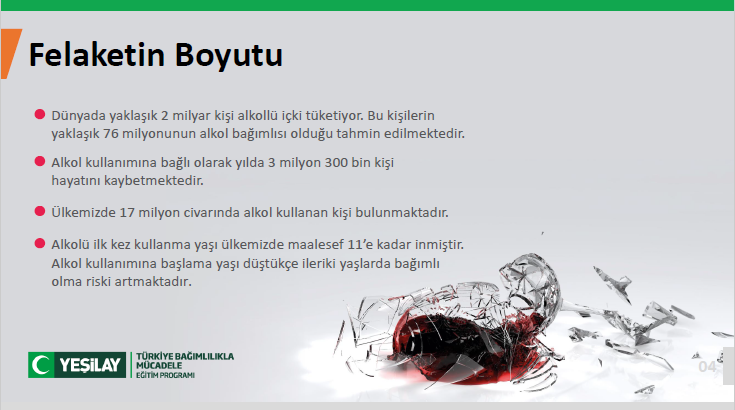 Felaketin Boyutu
Dünyada yaklaşık 2 milyar kişi alkollü içki tüketiyor. Bu kişilerin
yaklaşık 76 milyonunun alkol bağımlısı olduğu tahmin edilmektedir.
Alkol kullanımına bağlı olarak yılda 3 milyon 300 bin kişi
hayatını kaybetmektedir.
Ülkemizde 17 milyon civarında alkol kullanan kişi bulunmaktadır.
Alkolü ilk kez kullanma yaşı ülkemizde maalesef 11’e kadar inmiştir.
Alkol kullanımına başlama yaşı düştükçe ileriki yaşlarda bağımlı
olma riski artmaktadır.
YEŞİLAY
TÜRKİYE BAĞIMLILIKLA
MÜCADELE
EĞİTİM PROGRAMI
04